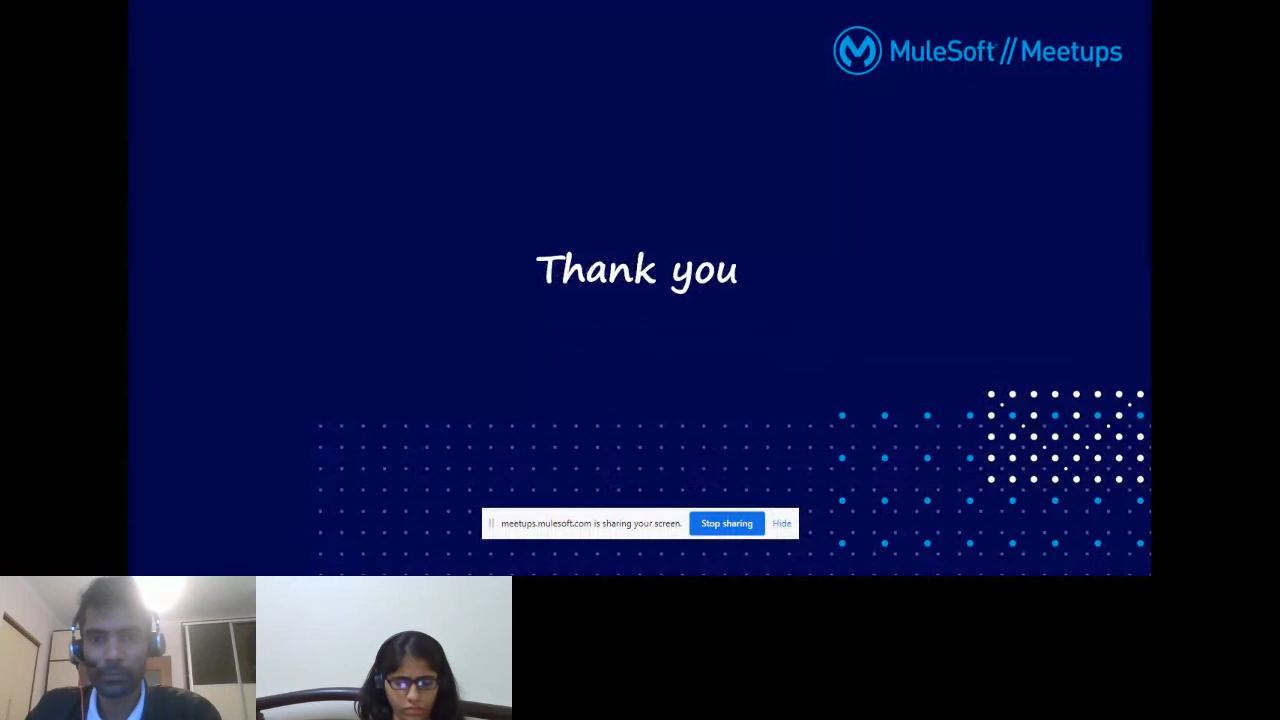 MuleSoft // Meetups
Thank you
meetups.mulesoft.com is sharing your screen.
Stop sharing
Hide